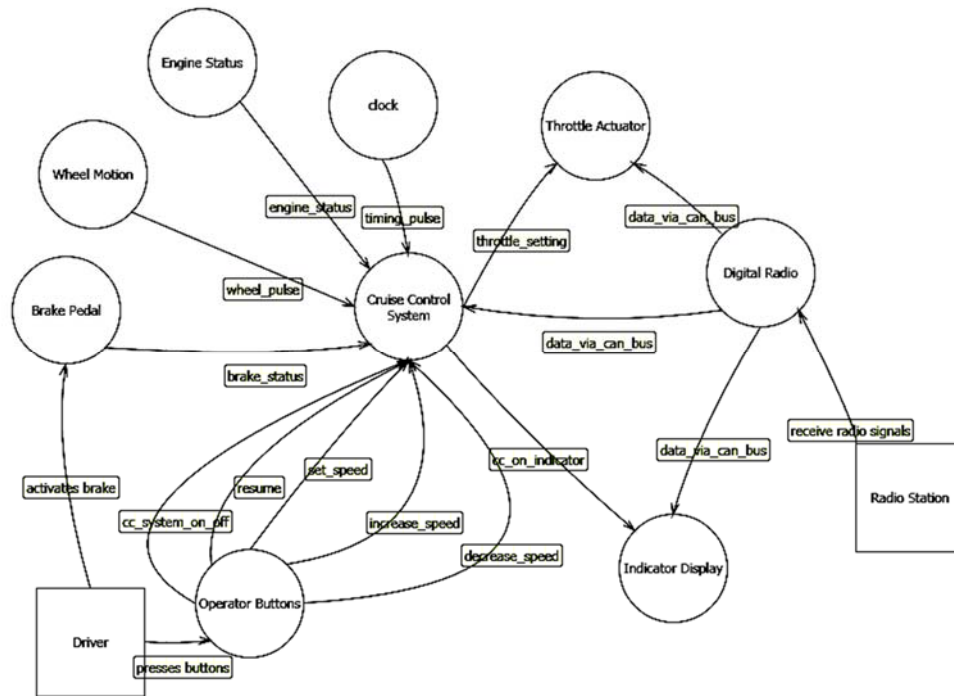 Engine Status
clock
Throttle Actuator
Wheel Motion
engine_status
timing_pulse
data_via_can_bus
throttle_setting
Digital Radio
wheel_pulse
Brake Pedal
Cruise Control
System
data_via_can_bus
brake_status
receive radio signals
cc_on_indicator
data_via_can_bus
set_speed
resume
activates brake
Radio Station
cc_system_on_off
increase_speed
decrease_speed
Indicator Display
Operator Buttons
Driver
presses buttons